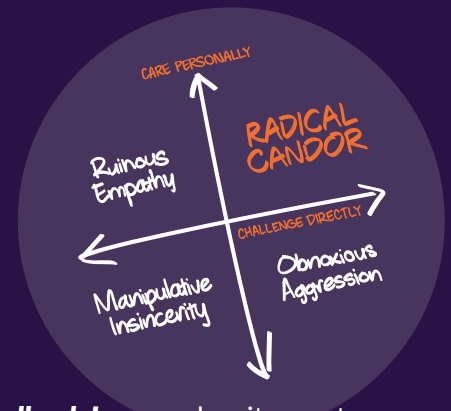 CARE PERSONALLY
RADICAL
CANDOR
Ruinous
Empathy
CHALLENGE DIRECTLY
Obnoxious
Aggression
Manipulative
Insincerity